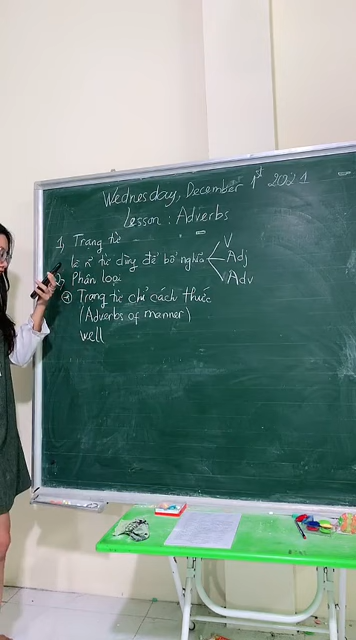 Wednesday, December 1st 2021
Lesson : Adverbs
1, Trạng từ
là n~ từ dùng để bổ nghĩa V
Adj
Adv
2, Phân loại
a Trạng từ chỉ cách thức
(Adverbs of manner)
well